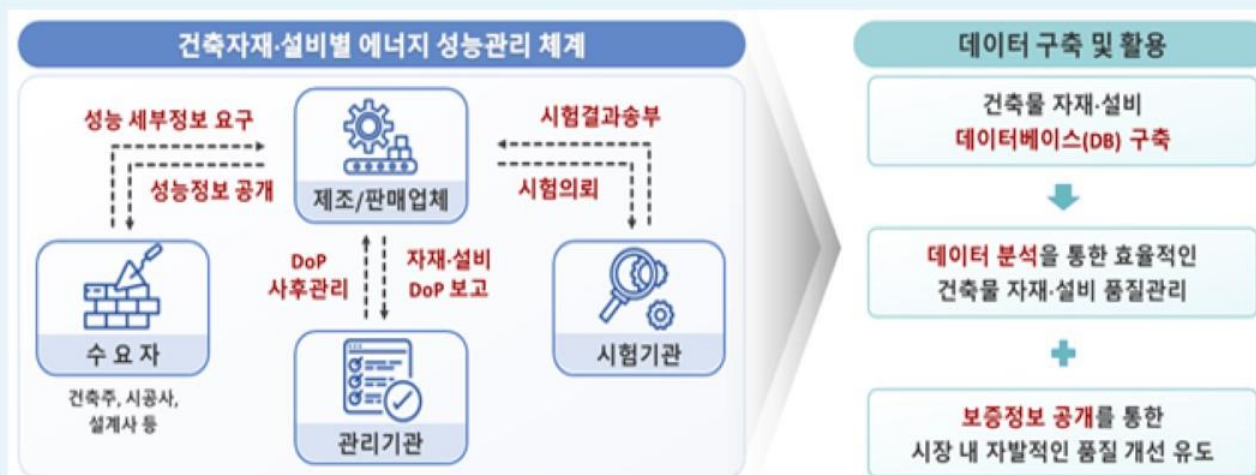 건축자재·설비별 에너지 성능관리 체계
성능 세부정보 요구
성능정보 공개
제조/판매업체
시험결과송부
시험의뢰
DoP
사후관리
자재·설비
DoP 보고
수요자
건축주, 시공사,
설계사 등
관리기관
시험기관
데이터 구축 및 활용
건축물 자재·설비
데이터베이스(DB) 구축
데이터 분석을 통한 효율적인
건축물 자재·설비 품질관리
보증정보 공개를 통한
시장 내 자발적인 품질 개선 유도